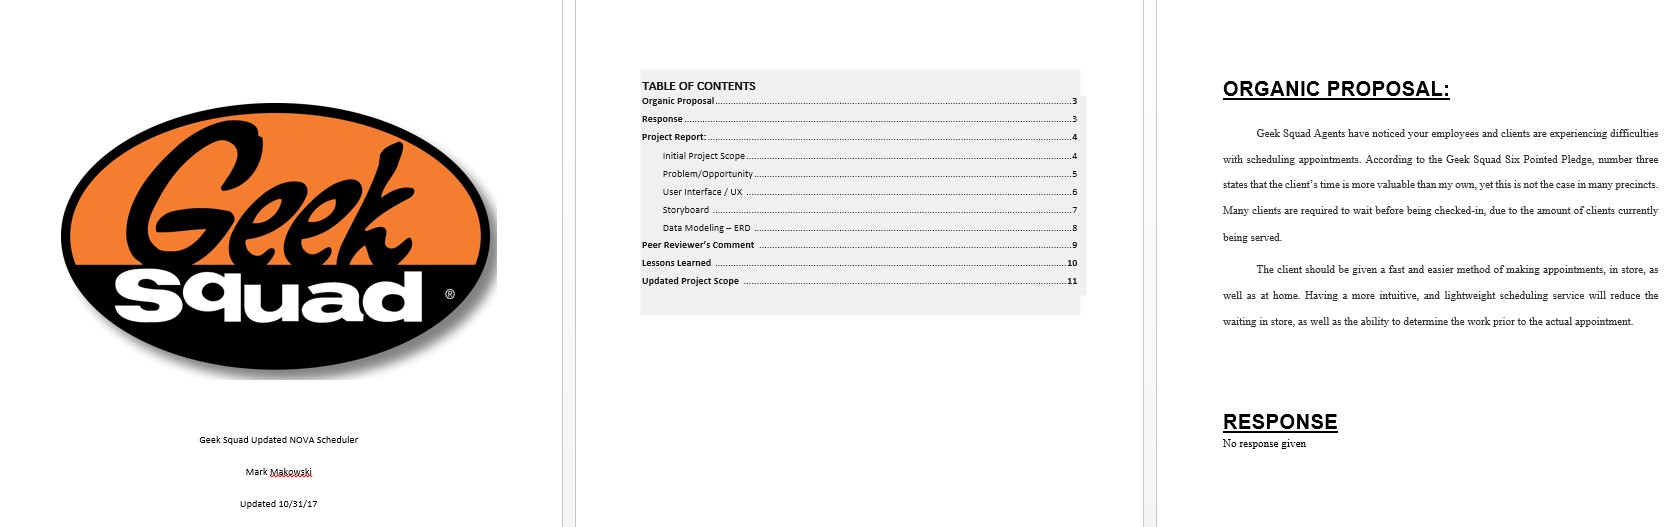 Geek
Squad ®
Geek Squad Updated NOVA Scheduler
Mark Makowski
Updated 10/31/17
TABLE OF CONTENTS
Organic Proposal 3
Response 3
Project Report: 4
Initial Project Scope 4
Problem/Opportunity 5
User Interface / UX 6
Storyboard 7
Data Modeling – ERD 8
Peer Reviewer's Comment 9
Lessons Learned 10
Updated Project Scope 11
ORGANIC PROPOSAL:
Geek Squad Agents have noticed your employees and clients are experiencing difficulties
with scheduling appointments. According to the Geek Squad Six Pointed Pledge, number three
states that the client's time is more valuable than my own, yet this is not the case in many precincts.
Many clients are required to wait before being checked-in, due to the amount of clients currently
being served.
The client should be given a fast and easier method of making appointments, in store, as
well as at home. Having a more intuitive, and lightweight scheduling service will reduce the
waiting in store, as well as the ability to determine the work prior to the actual appointment.
RESPONSE
No response given